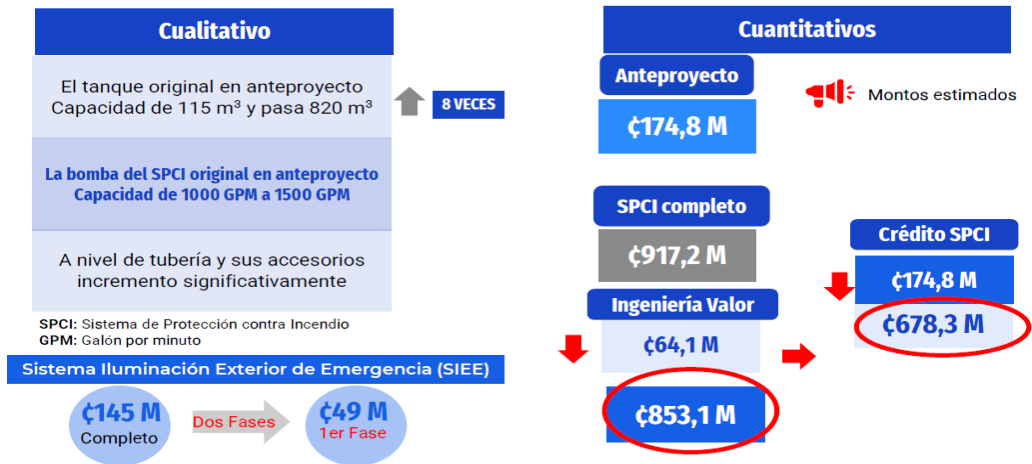 Cualitativo
El tanque original en anteproyecto
Capacidad de 115 m³ y pasa 820 m³
8 VECES
La bomba del SPCI original en anteproyecto
Capacidad de 1000 GPM a 1500 GPM
A nivel de tubería y sus accesorios
incremento significativamente
SPCI: Sistema de Protección contra Incendio
GPM: Galón por minuto
Sistema Iluminación Exterior de Emergencia (SIEE)
₵145 M
Completo
Dos Fases
₵49 M
1er Fase
Cuantitativos
Anteproyecto
₵174,8 M
Montos estimados
SPCI completo
₵917,2 M
Ingeniería Valor
₵64,1 M
₵853,1 M
Crédito SPCI
₵174,8 M
₵678,3 M